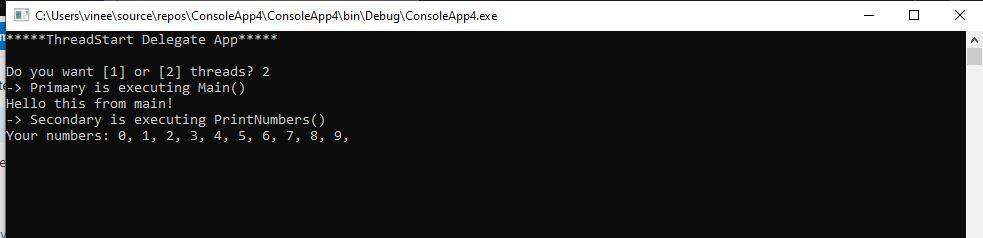 C:\Users\vinee\source\repos\ConsoleApp4\ConsoleApp4\bin\Debug\ConsoleApp4.exe
*****ThreadStart Delegate App*****
Do you want [1] or [2] threads? 2
-> Primary is executing Main()
Hello this from main!
-> Secondary is executing PrintNumbers()
Your numbers: 0, 1, 2, 3, 4, 5, 6, 7, 8, 9,